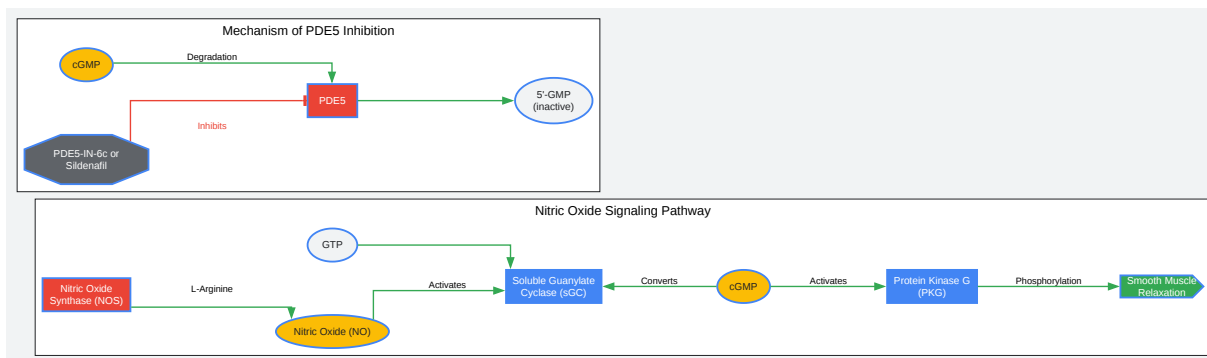 Mechanism of PDE5 Inhibition
cGMP
Degradation
PDE5
5'-GMP
(inactive)
Inhibits
PDE5-IN-6c or
Sildenafil
Nitric Oxide Signaling Pathway
GTP
Nitric Oxide
Synthase (NOS)
L-Arginine
Nitric Oxide (NO)
Activates
Soluble Guanylate
Cyclase (sGC)
Converts
cGMP
Activates
Protein Kinase G
(PKG)
Phosphorylation
Smooth Muscle
Relaxation